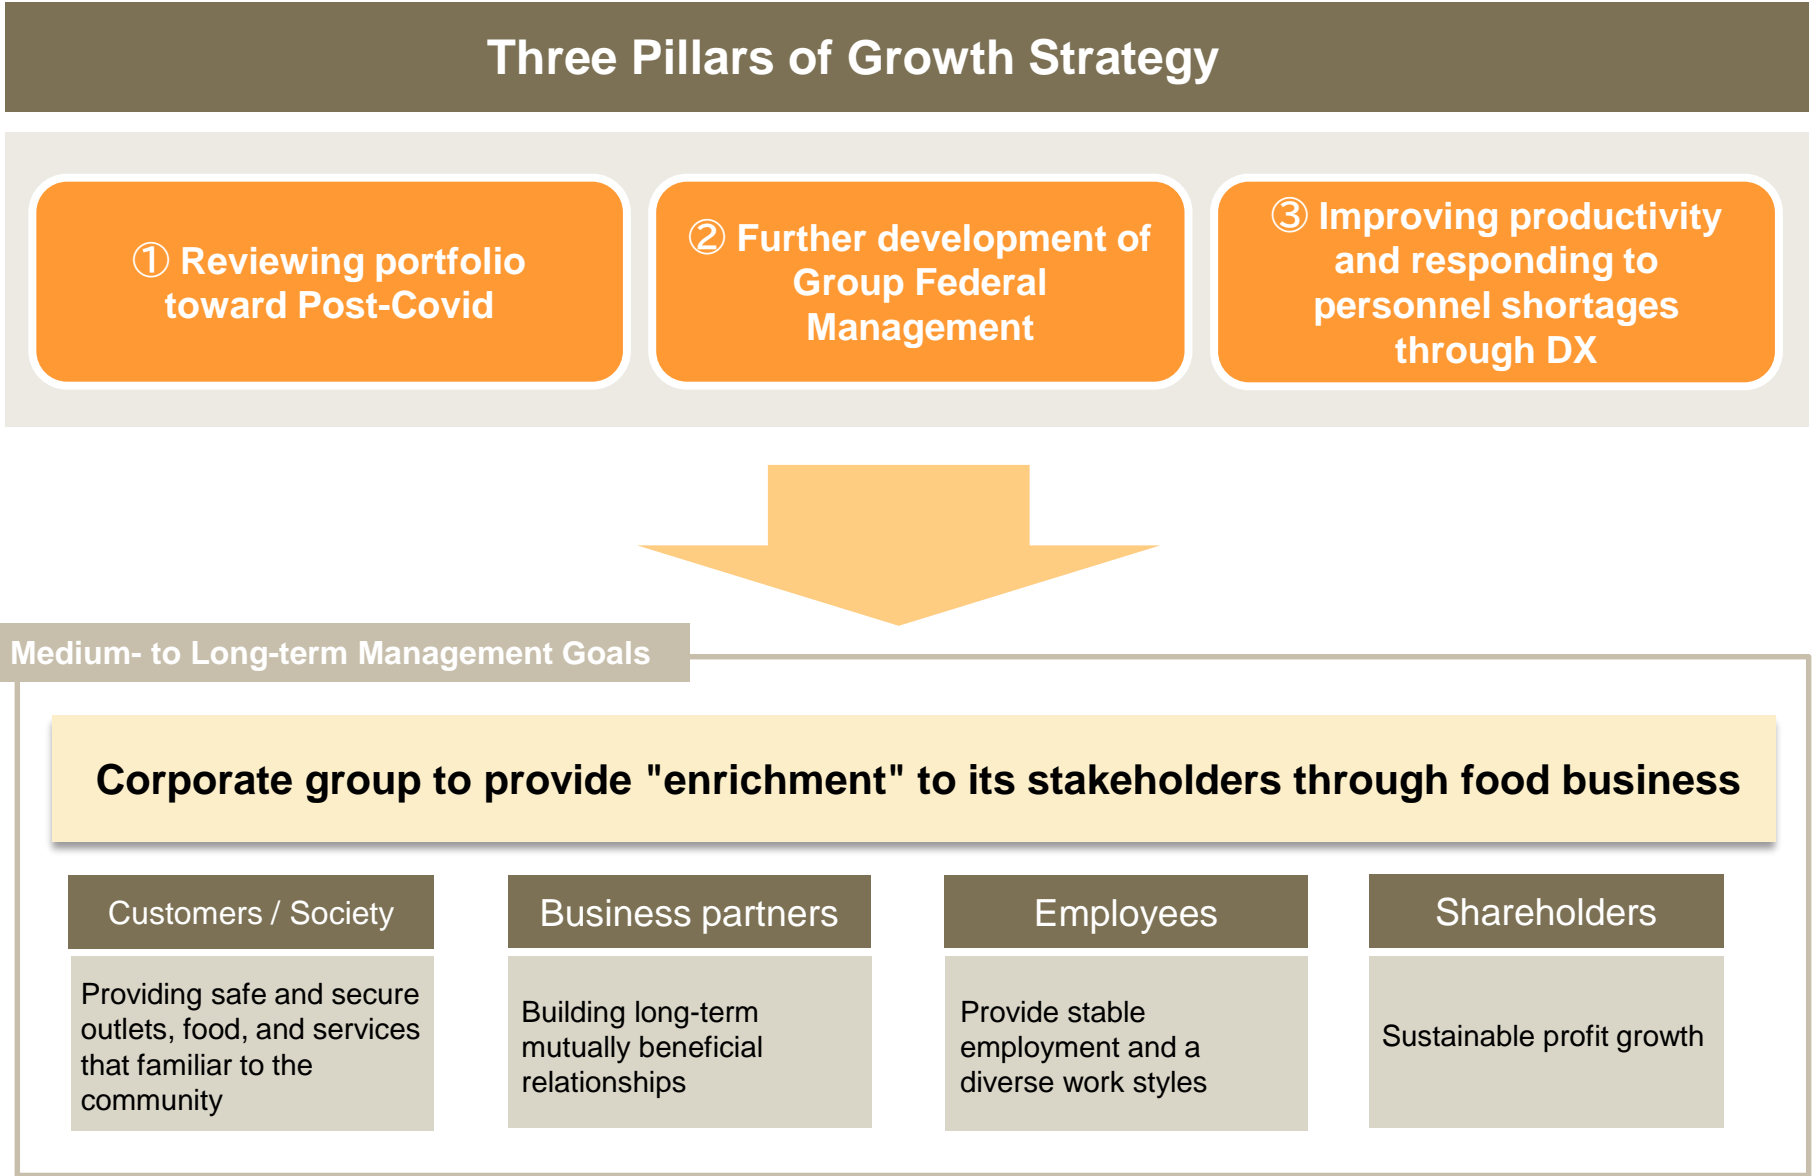 Three Pillars of Growth Strategy
① Reviewing portfolio
toward Post-Covid
② Further development of
Group Federal
Management
③ Improving productivity
and responding to
personnel shortages
through DX
Medium- to Long-term Management Goals
Corporate group to provide "enrichment" to its stakeholders through food business
Customers / Society
Providing safe and secure
outlets, food, and services
that familiar to the
community
Business partners
Building long-term
mutually beneficial
relationships
Employees
Provide stable
employment and a
diverse work styles
Shareholders
Sustainable profit growth